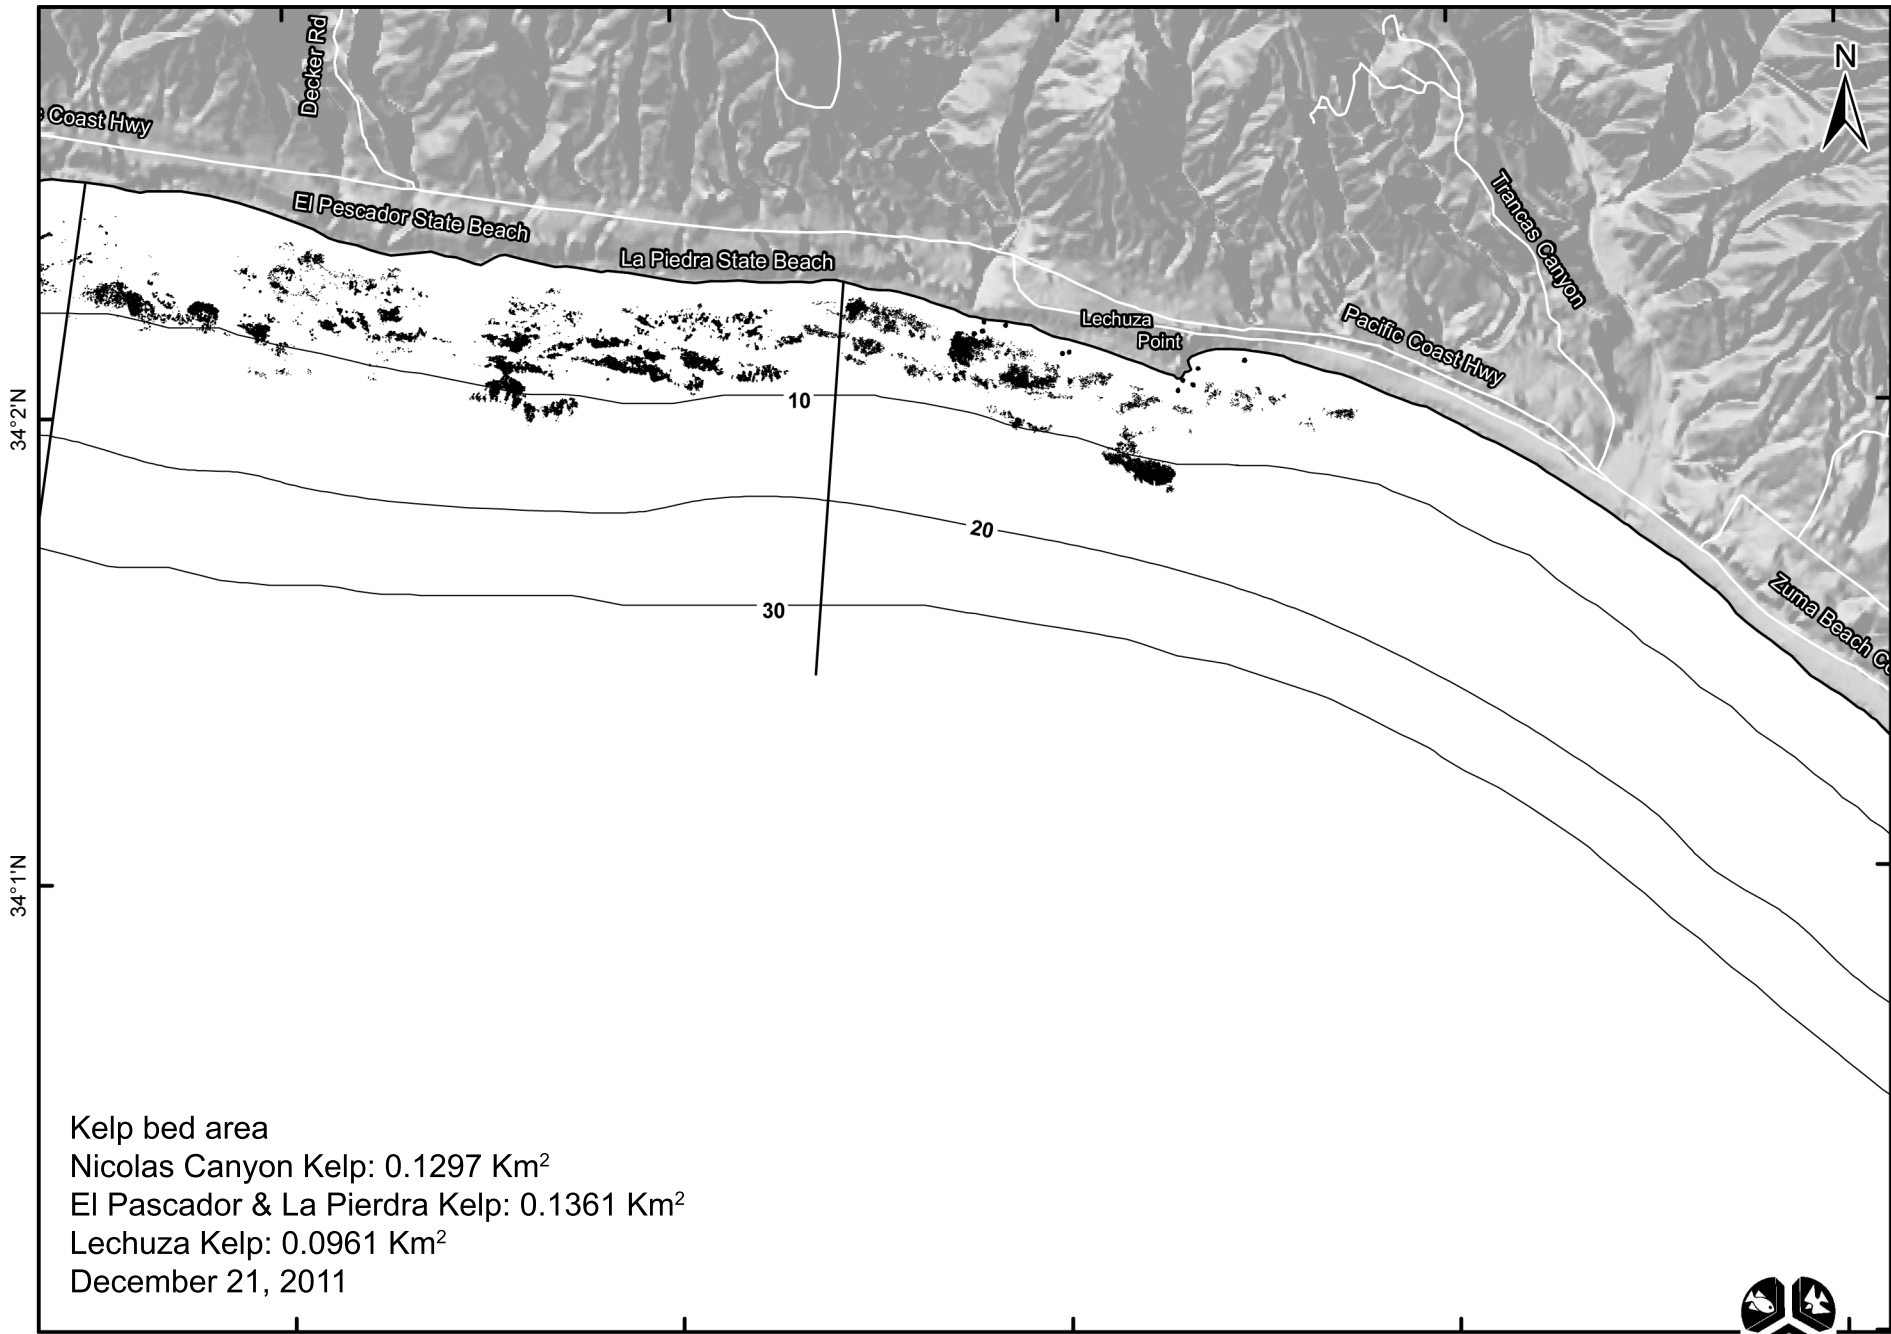 Decker Rd
N
Coast Hwy
Trancas Canyon
El Pescador State Beach
La Piedra State Beach
Lechuza
Point
Pacific Coast Hwy
34°2'N
10
20
30
Zuma Beach
34°1'N
Kelp bed area
Nicolas Canyon Kelp: 0.1297 Km²
El Pascador & La Pierdra Kelp: 0.1361 Km²
Lechuza Kelp: 0.0961 Km²
December 21, 2011